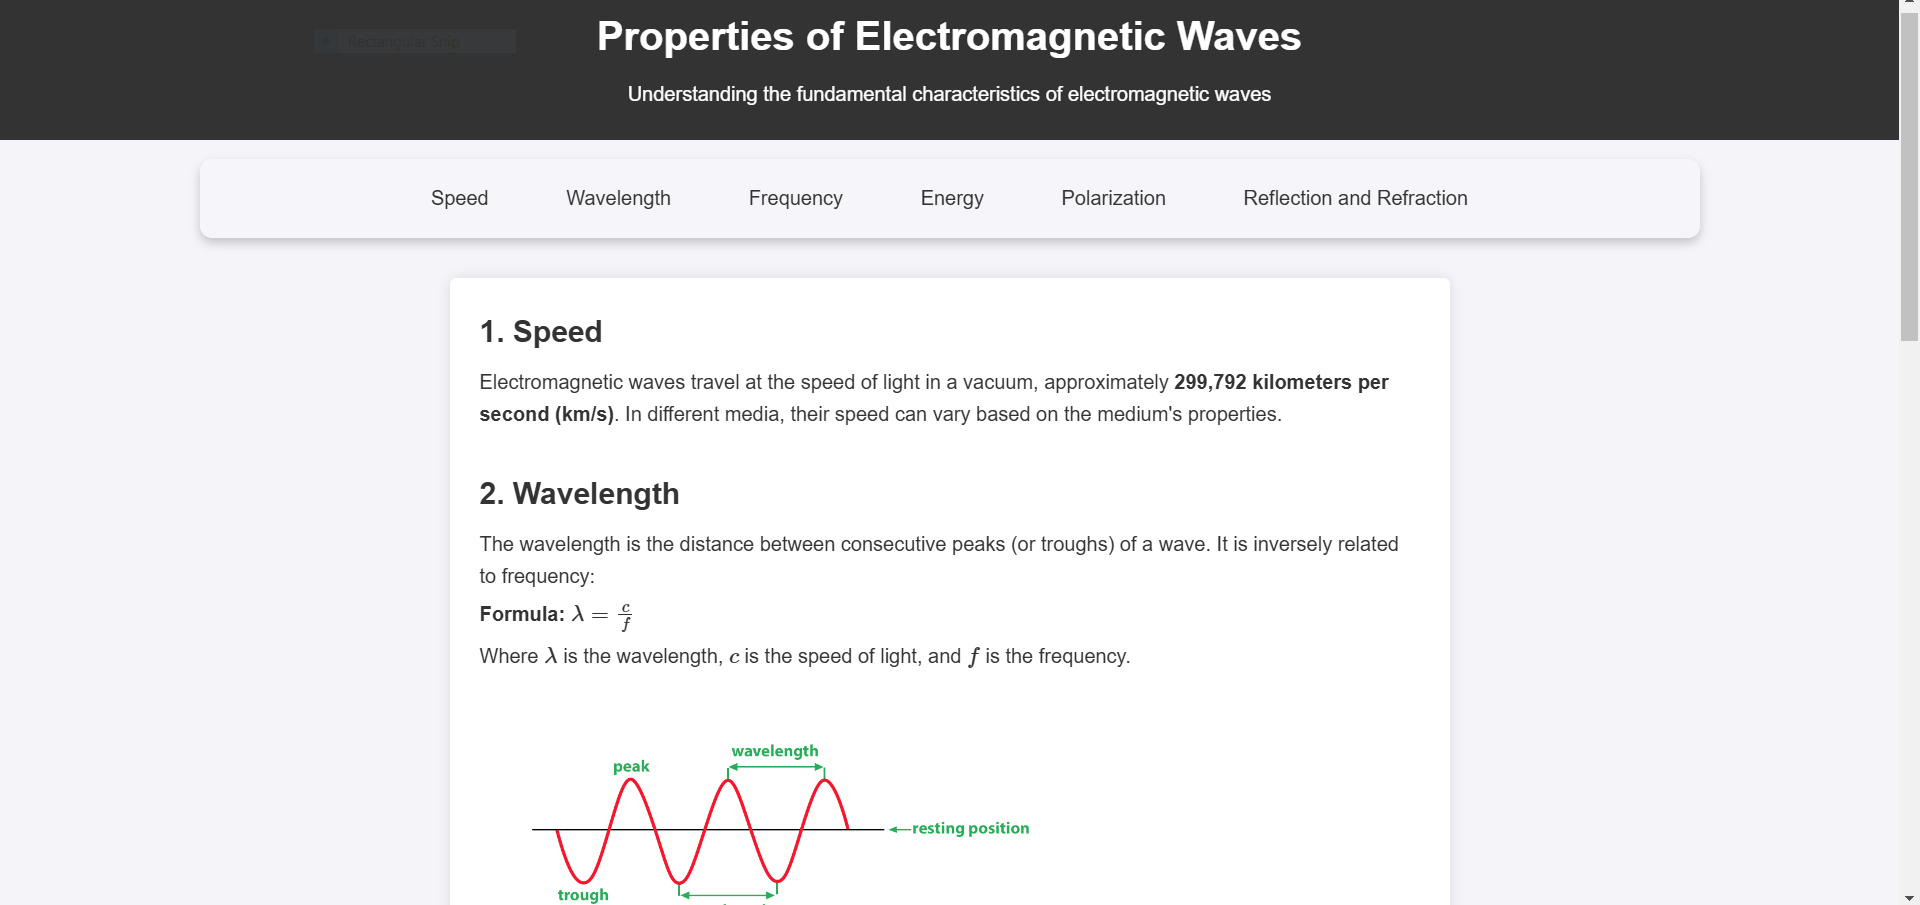 Rectangular Snip
Properties of Electromagnetic Waves
Understanding the fundamental characteristics of electromagnetic waves
Speed Wavelength Frequency Energy Polarization Reflection and Refraction
1. Speed
Electromagnetic waves travel at the speed of light in a vacuum, approximately 299,792 kilometers per
second (km/s). In different media, their speed can vary based on the medium's properties.
2. Wavelength
The wavelength is the distance between consecutive peaks (or troughs) of a wave. It is inversely related
to frequency:
Formula: λ = c/f
Where λ is the wavelength, c is the speed of light, and f is the frequency.
wavelength
peak
resting position
trough